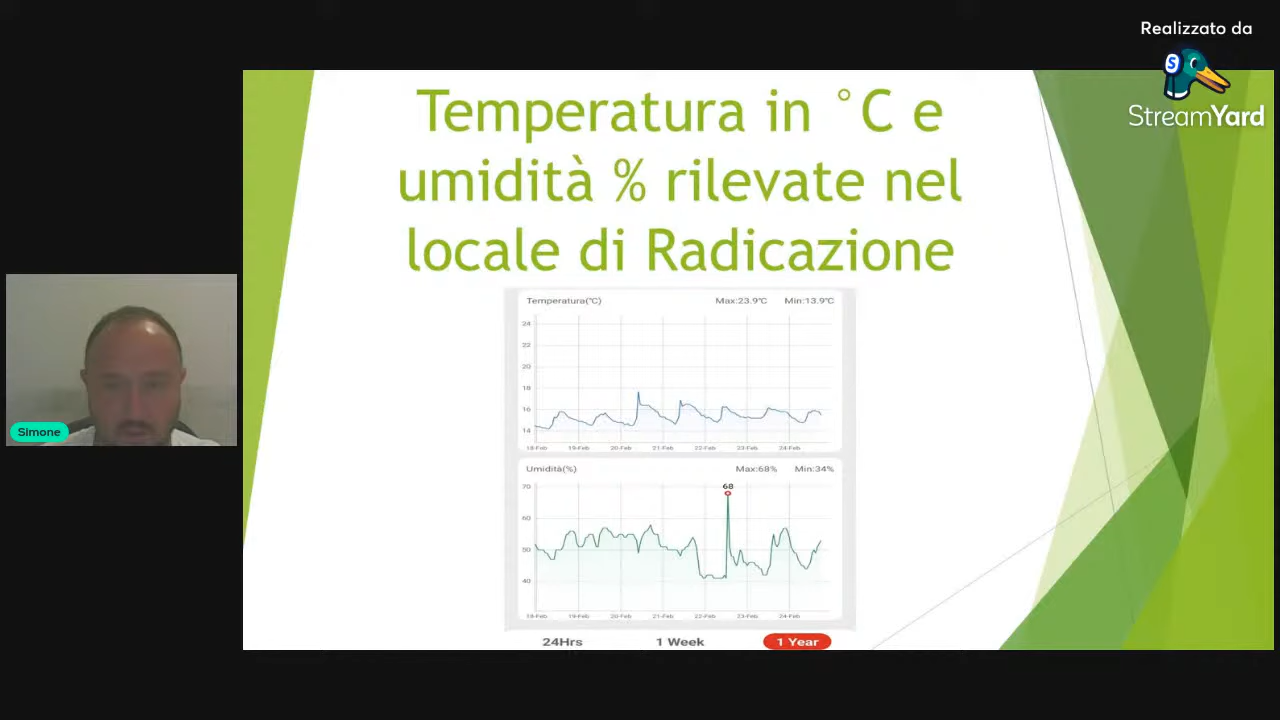 Realizzato da
StreamYard
Temperatura in °C e
umidità % rilevate nel
locale di Radicazione
Temperatura(℃) Max:23.9℃ Min:13.9℃
24
22
20
18
16
14
18-Feb 19-Feb 20-Feb 21-Feb 22-Feb 23-Feb 24-Feb
Umidità(%) Max:68% Min:34%
70
68
60
50
40
18-Feb 19-Feb 20-Feb 21-Feb 22-Feb 23-Feb 24-Feb
24Hrs 1 Week 1 Year
Simone